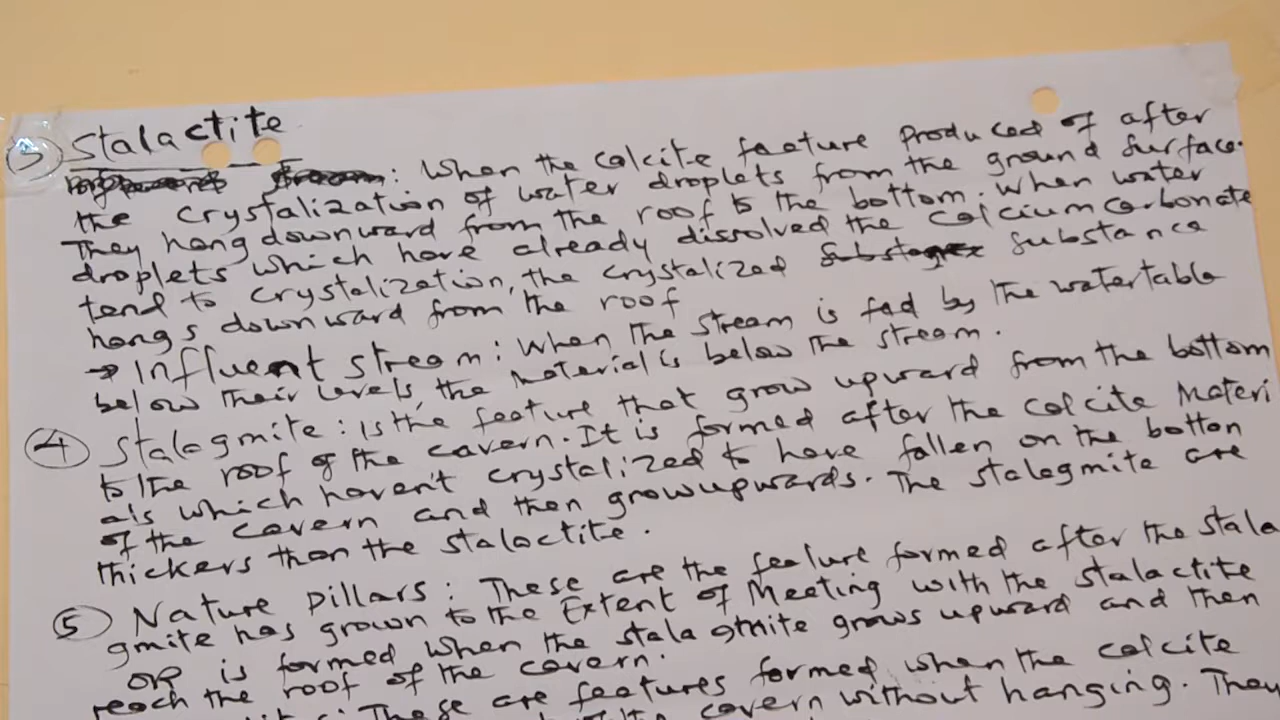 3 Stalactite
: When the calcite feature produced of after
the crystalization of water droplets from the ground surface.
They hang downward from the roof to the bottom. When water
droplets which have already dissolved the calcium carbonate
tend to crystalization, the crystalized substance
hangs downward from the roof
→ Influent stream: When the stream is fed by the watertable
below their levels, the material is below the stream.
4 Stalagmite: Is the feature that grow upward from the bottom
to the roof of the cavern. It is formed after the calcite Materi
als which haven't crystalized to have fallen on the botton
of the cavern and then grow upwards. The stalagmite are
thickers than the stalactite.
5 Nature pillars: These are the feature formed after the stala
gmite has grown to the Extent of Meeting with the stalactite
OR is formed when the stalagmite grows upward and then
reach the roof of the cavern.
: These are features formed when the calcite
cavern without hanging. They